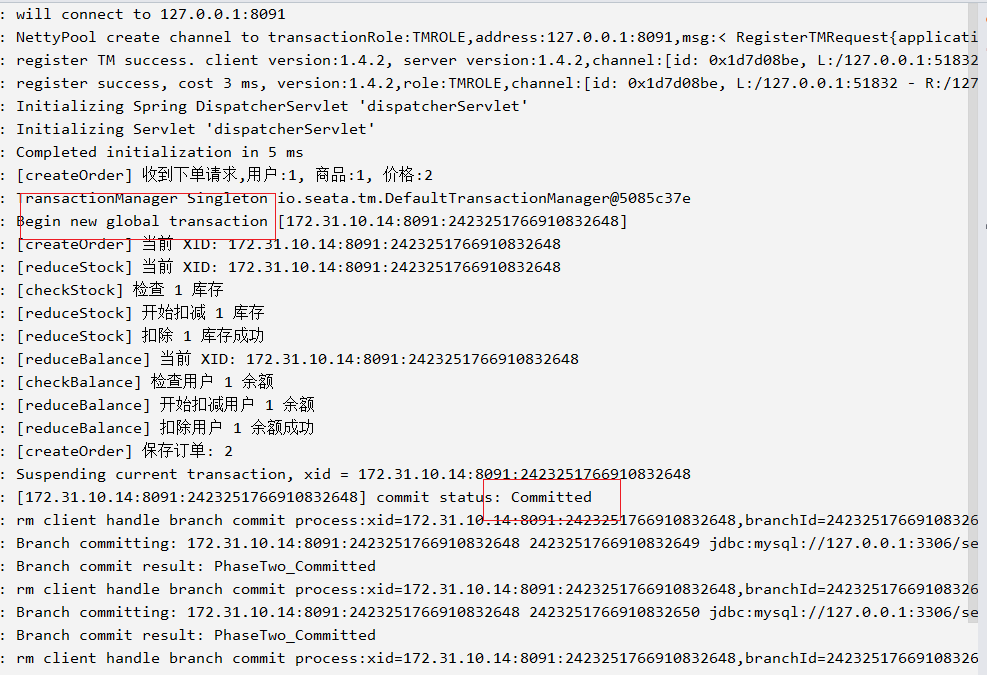 : will connect to 127.0.0.1:8091
: NettyPool create channel to transactionRole:TMROLE,address:127.0.0.1:8091,msg:< RegisterTMRequest{applicati
: register TM success. client version:1.4.2, server version:1.4.2,channel:[id: 0x1d7d08be, L:/127.0.0.1:51832
: register success, cost 3 ms, version:1.4.2,role:TMROLE,channel:[id: 0x1d7d08be, L:/127.0.0.1:51832 - R:/127
: Initializing Spring DispatcherServlet 'dispatcherServlet'
: Initializing Servlet 'dispatcherServlet'
: Completed initialization in 5 ms
: [createOrder] 收到下单请求,用户:1, 商品:1, 价格:2
: TransactionManager Singleton io.seata.tm.DefaultTransactionManager@5085c37e
: Begin new global transaction [172.31.10.14:8091:2423251766910832648]
: [createOrder] 当前 XID: 172.31.10.14:8091:2423251766910832648
: [reduceStock] 当前 XID: 172.31.10.14:8091:2423251766910832648
: [checkStock] 检查 1 库存
: [reduceStock] 开始扣减 1 库存
: [reduceStock] 扣除 1 库存成功
: [reduceBalance] 当前 XID: 172.31.10.14:8091:2423251766910832648
: [checkBalance] 检查用户 1 余额
: [reduceBalance] 开始扣减用户 1 余额
: [reduceBalance] 扣除用户 1 余额成功
: [createOrder] 保存订单: 2
: Suspending current transaction, xid = 172.31.10.14:8091:2423251766910832648
: [172.31.10.14:8091:2423251766910832648] commit status: Committed
: rm client handle branch commit process:xid=172.31.10.14:8091:2423251766910832648,branchId=24232517669108326
: Branch committing: 172.31.10.14:8091:2423251766910832648 2423251766910832649 jdbc:mysql://127.0.0.1:3306/se
: Branch commit result: PhaseTwo_Committed
: rm client handle branch commit process:xid=172.31.10.14:8091:2423251766910832648,branchId=24232517669108326
: Branch committing: 172.31.10.14:8091:2423251766910832648 2423251766910832650 jdbc:mysql://127.0.0.1:3306/se
: Branch commit result: PhaseTwo_Committed
: rm client handle branch commit process:xid=172.31.10.14:8091:2423251766910832648,branchId=24232517669108326